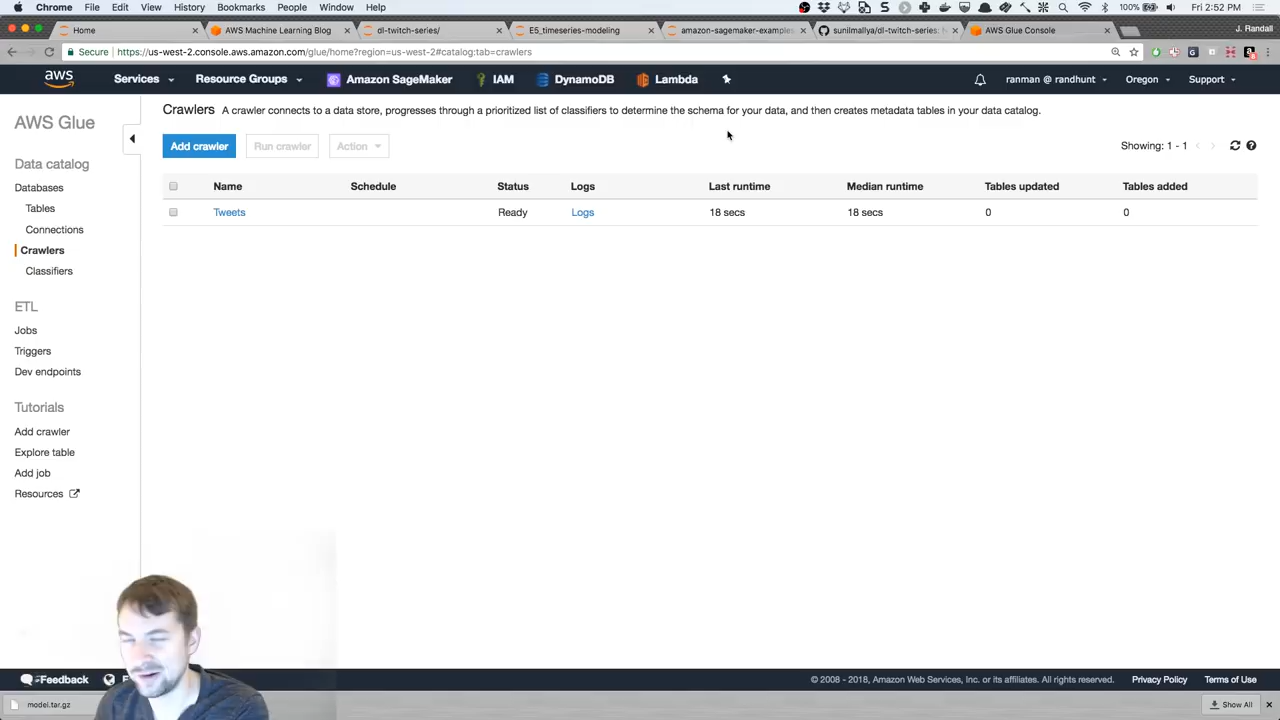 Chrome File Edit View History Bookmarks People Window Help 100% Fri 2:52 PM
Home AWS Machine Learning Blog dl-twitch-series/ E5_timeseries-modeling amazon-sagemaker-examples sunilmallya/dl-twitch-series: AWS Glue Console J. Randall
Secure https://us-west-2.console.aws.amazon.com/glue/home?region=us-west-2#catalog:tab=crawlers
aws Services Resource Groups Amazon SageMaker IAM DynamoDB Lambda ranman @ randhunt Oregon Support
AWS Glue
Data catalog
Databases
Tables
Connections
Crawlers
Classifiers
ETL
Jobs
Triggers
Dev endpoints
Tutorials
Add crawler
Explore table
Add job
Resources
Crawlers A crawler connects to a data store, progresses through a prioritized list of classifiers to determine the schema for your data, and then creates metadata tables in your data catalog.
Add crawler Run crawler Action Showing: 1 - 1
Name Schedule Status Logs Last runtime Median runtime Tables updated Tables added
Tweets Ready Logs 18 secs 18 secs 0 0
Feedback © 2008 - 2018, Amazon Web Services, Inc. or its affiliates. All rights reserved. Privacy Policy Terms of Use
model.tar.gz Show All